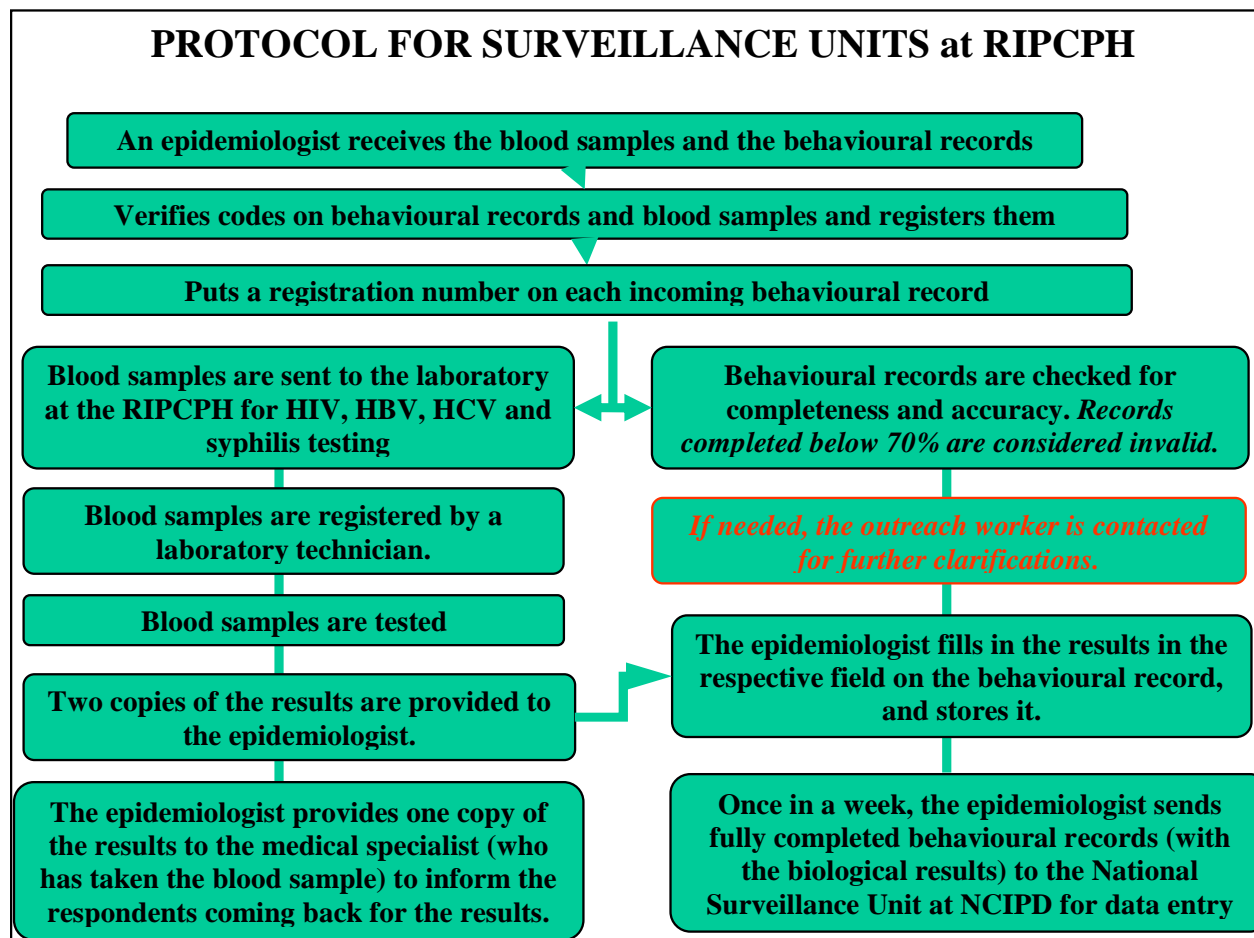 PROTOCOL FOR SURVEILLANCE UNITS at RIPCPH
An epidemiologist receives the blood samples and the behavioural records
Verifies codes on behavioural records and blood samples and registers them
Puts a registration number on each incoming behavioural record
Blood samples are sent to the laboratory
at the RIPCPH for HIV, HBV, HCV and
syphilis testing
Blood samples are registered by a
laboratory technician.
Blood samples are tested
Two copies of the results are provided to
the epidemiologist.
The epidemiologist provides one copy of
the results to the medical specialist (who
has taken the blood sample) to inform the
respondents coming back for the results.
Behavioural records are checked for
completeness and accuracy. Records
completed below 70% are considered invalid.
If needed, the outreach worker is contacted
for further clarifications.
The epidemiologist fills in the results in the
respective field on the behavioural record,
and stores it.
Once in a week, the epidemiologist sends
fully completed behavioural records (with
the biological results) to the National
Surveillance Unit at NCIPD for data entry